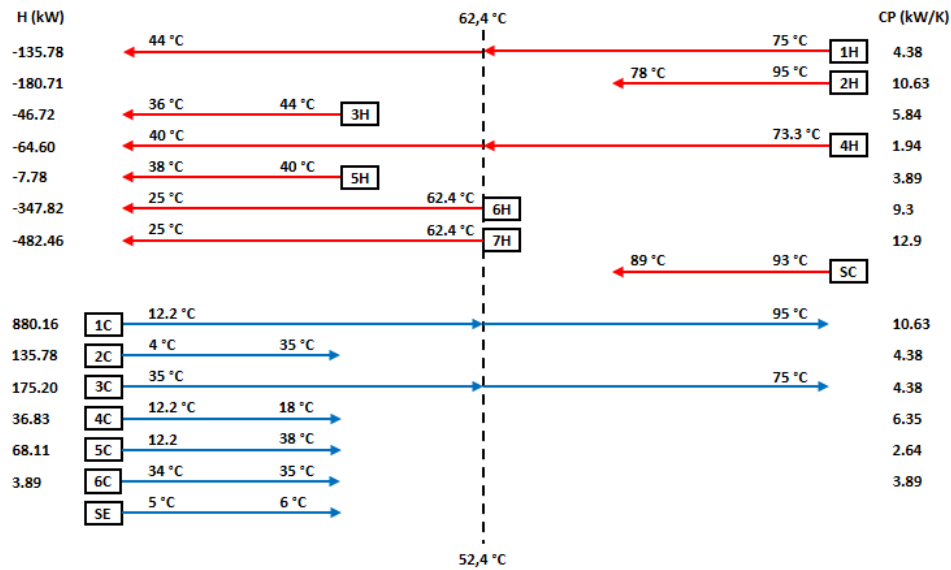 H (kW) 62,4 °C CP (kW/K)
-135.78 44 °C 75 °C 1H 4.38
-180.71 78 °C 95 °C 2H 10.63
-46.72 36 °C 44 °C 3H 5.84
-64.60 40 °C 73.3 °C 4H 1.94
-7.78 38 °C 40 °C 5H 3.89
-347.82 25 °C 62.4 °C 6H 9.3
-482.46 25 °C 62.4 °C 7H 12.9
89 °C 93 °C SC
880.16 1C 12.2 °C 95 °C 10.63
135.78 2C 4 °C 35 °C 4.38
175.20 3C 35 °C 75 °C 4.38
36.83 4C 12.2 °C 18 °C 6.35
68.11 5C 12.2 38 °C 2.64
3.89 6C 34 °C 35 °C 3.89
SE 5 °C 6 °C
52,4 °C